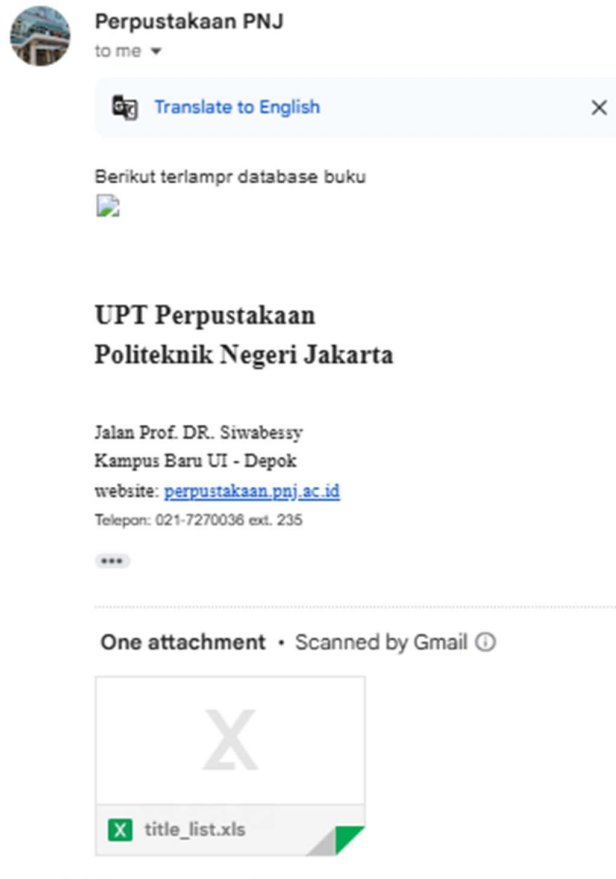 Perpustakaan PNJ
to me
Translate to English
Berikut terlampr database buku
UPT Perpustakaan
Politeknik Negeri Jakarta
Jalan Prof. DR. Siwabessy
Kampus Baru UI - Depok
website: perpustakaan.pnj.ac.id
Telepon: 021-7270036 ext. 235
One attachment • Scanned by Gmail
X
X title_list.xls